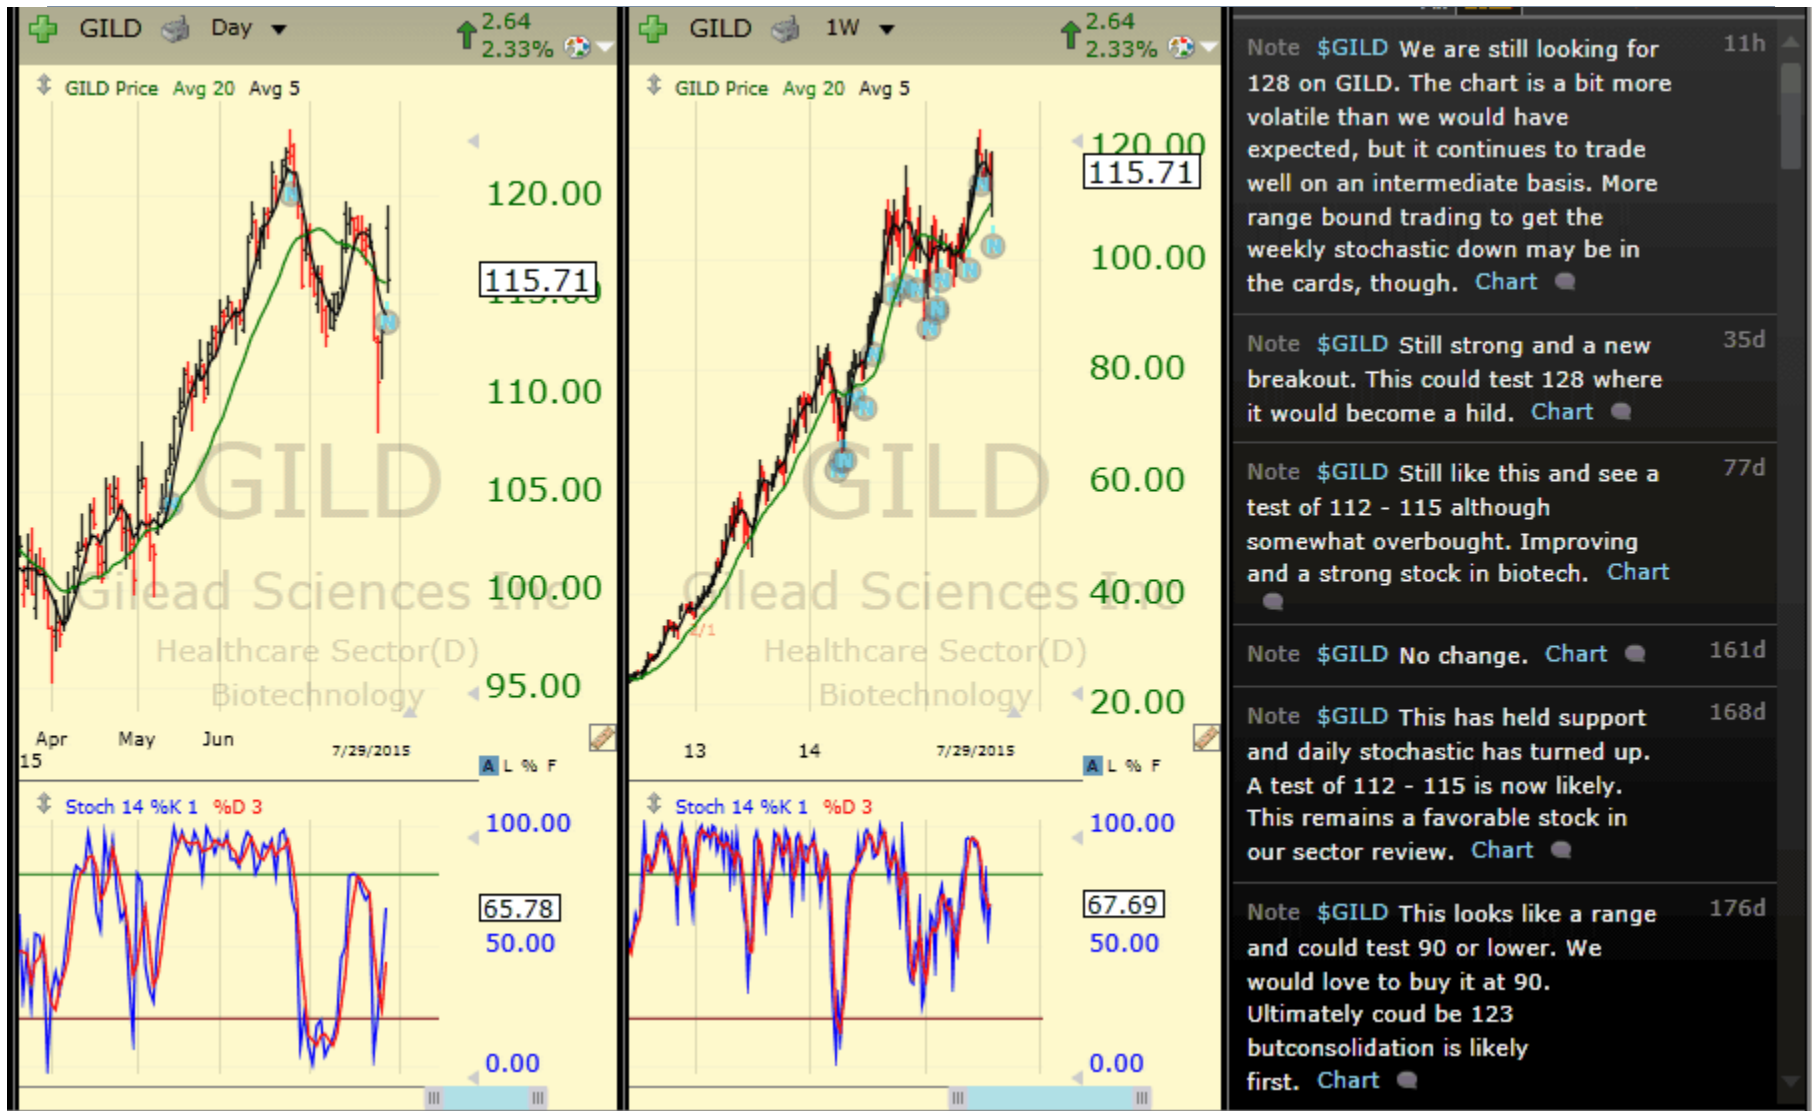 GILD Day 2.64
2.33%
GILD Price Avg 20 Avg 5
120.00
115.71
115.00
110.00
105.00
100.00
95.00
GILD
Gilead Sciences Inc
Healthcare Sector(D)
Biotechnology
Apr May Jun 7/29/2015
15
A L % F
Stoch 14 %K 1 %D 3
100.00
65.78
50.00
0.00
GILD 1W 2.64
2.33%
GILD Price Avg 20 Avg 5
120.00
115.71
100.00
80.00
60.00
40.00
20.00
GILD
Gilead Sciences Inc
2/1
Healthcare Sector(D)
Biotechnology
13 14 7/29/2015
A L % F
Stoch 14 %K 1 %D 3
100.00
67.69
50.00
0.00
Note $GILD We are still looking for 11h
128 on GILD. The chart is a bit more
volatile than we would have
expected, but it continues to trade
well on an intermediate basis. More
range bound trading to get the
weekly stochastic down may be in
the cards, though. Chart
Note $GILD Still strong and a new 35d
breakout. This could test 128 where
it would become a hild. Chart
Note $GILD Still like this and see a 77d
test of 112 - 115 although
somewhat overbought. Improving
and a strong stock in biotech. Chart
Note $GILD No change. Chart 161d
Note $GILD This has held support 168d
and daily stochastic has turned up.
A test of 112 - 115 is now likely.
This remains a favorable stock in
our sector review. Chart
Note $GILD This looks like a range 176d
and could test 90 or lower. We
would love to buy it at 90.
Ultimately coud be 123
butconsolidation is likely
first. Chart